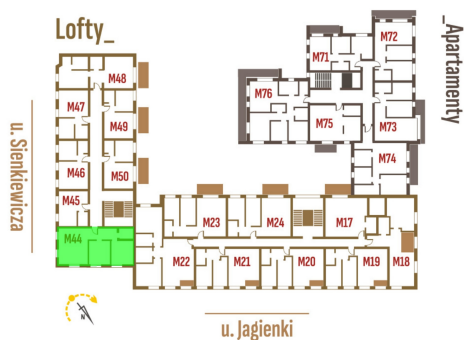 Lofty_
_Apartamenty
M72
M71
M76
M75
M73
M74
M48
M47
M49
M46
M50
M45
M44
u. Sienkiewicza
M23
M24
M17
M22
M21
M20
M19
M18
N
u. Jagienki